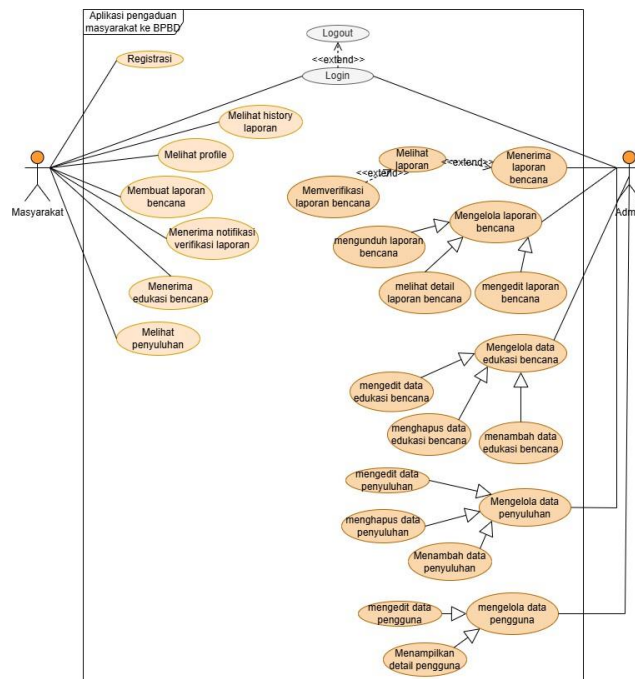 Aplikasi pengaduan
masyarakat ke BPBD
Logout
<<extend>>
Login
Registrasi
Melihat history
laporan
Melihat profile
Membuat laporan
bencana
Menerima notifikasi
verifikasi laporan
Menerima
edukasi bencana
Melihat
penyuluhan
Masyarakat
Melihat
laporan
<<extend>>
Menerima
laporan
bencana
<<extend>>
Memverifikasi
laporan bencana
Adm
Mengelola laporan
bencana
mengunduh laporan
bencana
melihat detail
laporan bencana
mengedit laporan
bencana
Mengelola data
edukasi bencana
mengedit data
edukasi bencana
menghapus data
edukasi bencana
menambah data
edukasi bencana
mengedit data
penyuluhan
Mengelola data
penyuluhan
menghapus data
penyuluhan
Menambah data
penyuluhan
mengedit data
pengguna
mengelola data
pengguna
Menampilkan
detail pengguna